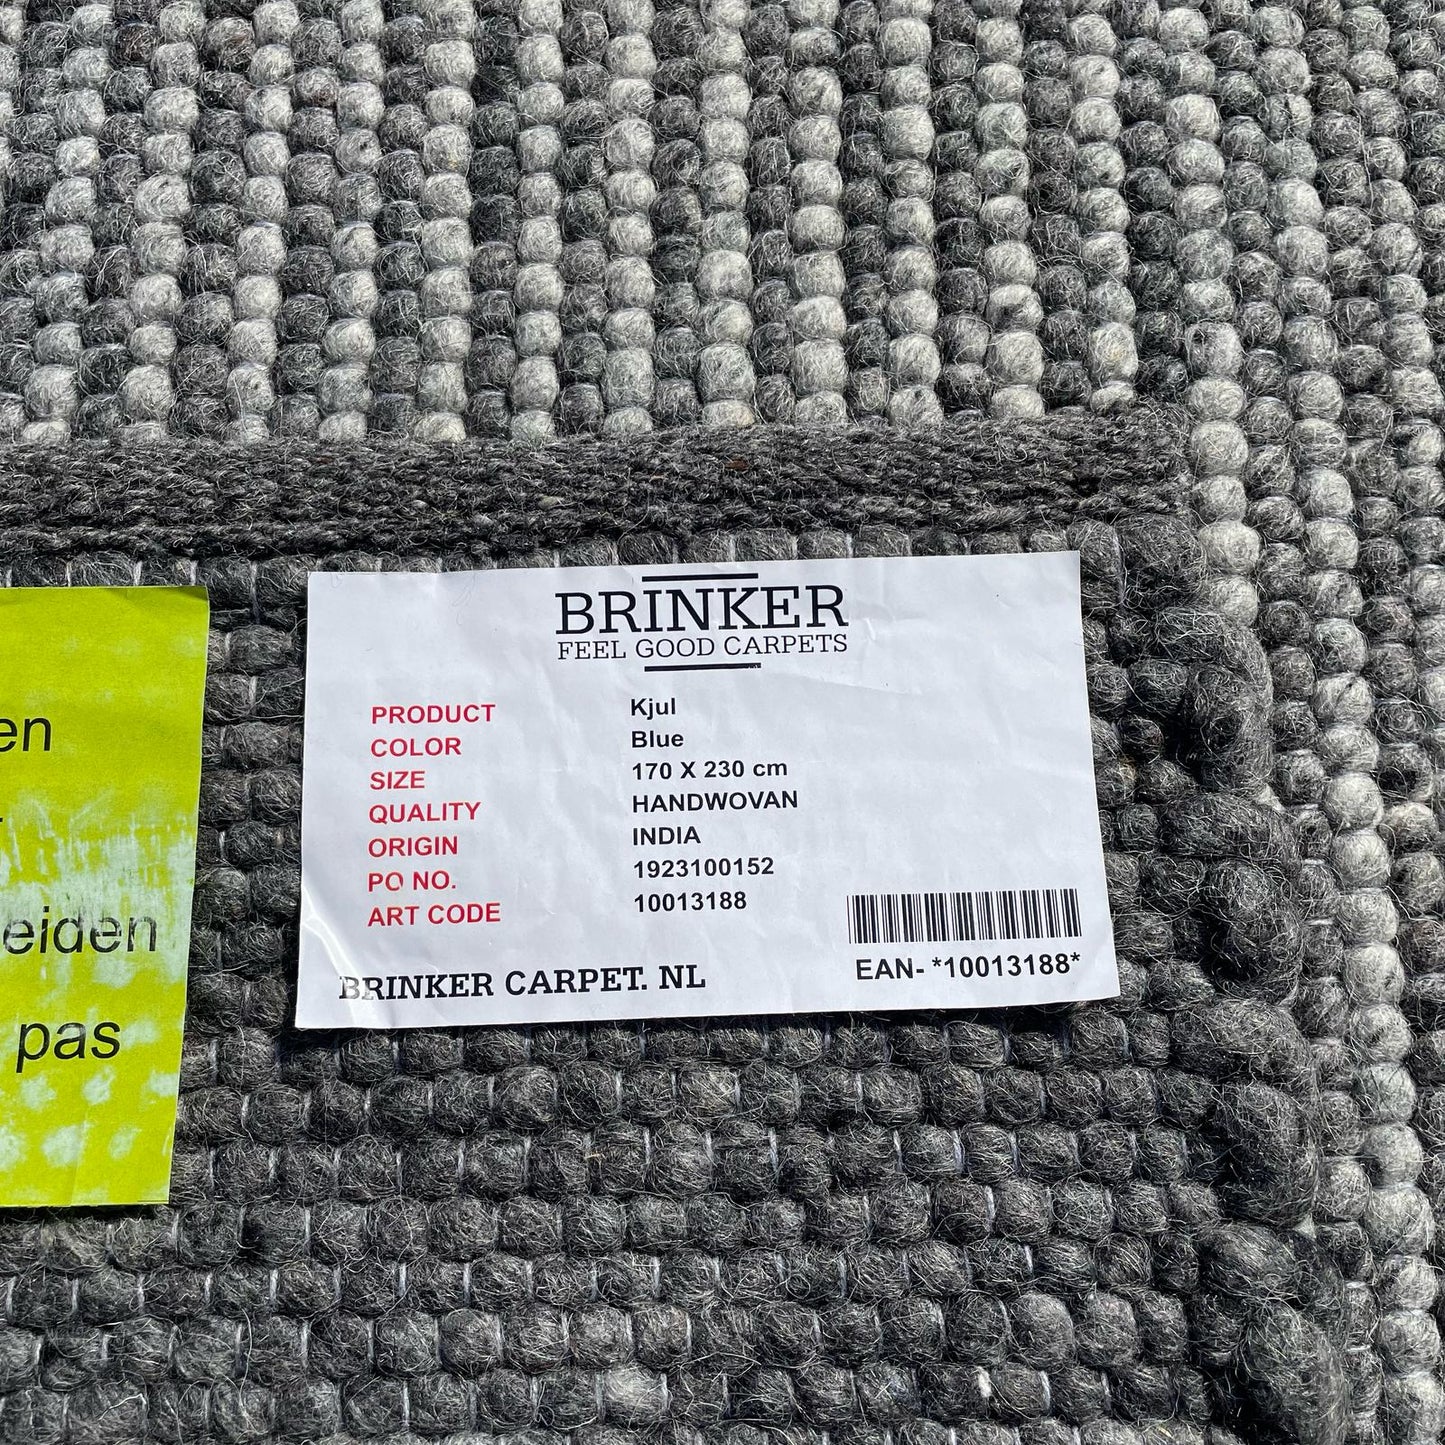 en
eiden
pas
BRINKER
FEEL GOOD CARPETS
PRODUCT Kjul
COLOR Blue
SIZE 170 X 230 cm
QUALITY HANDWOVAN
ORIGIN INDIA
PO NO. 1923100152
ART CODE 10013188
BRINKER CARPET. NL
EAN- *10013188*